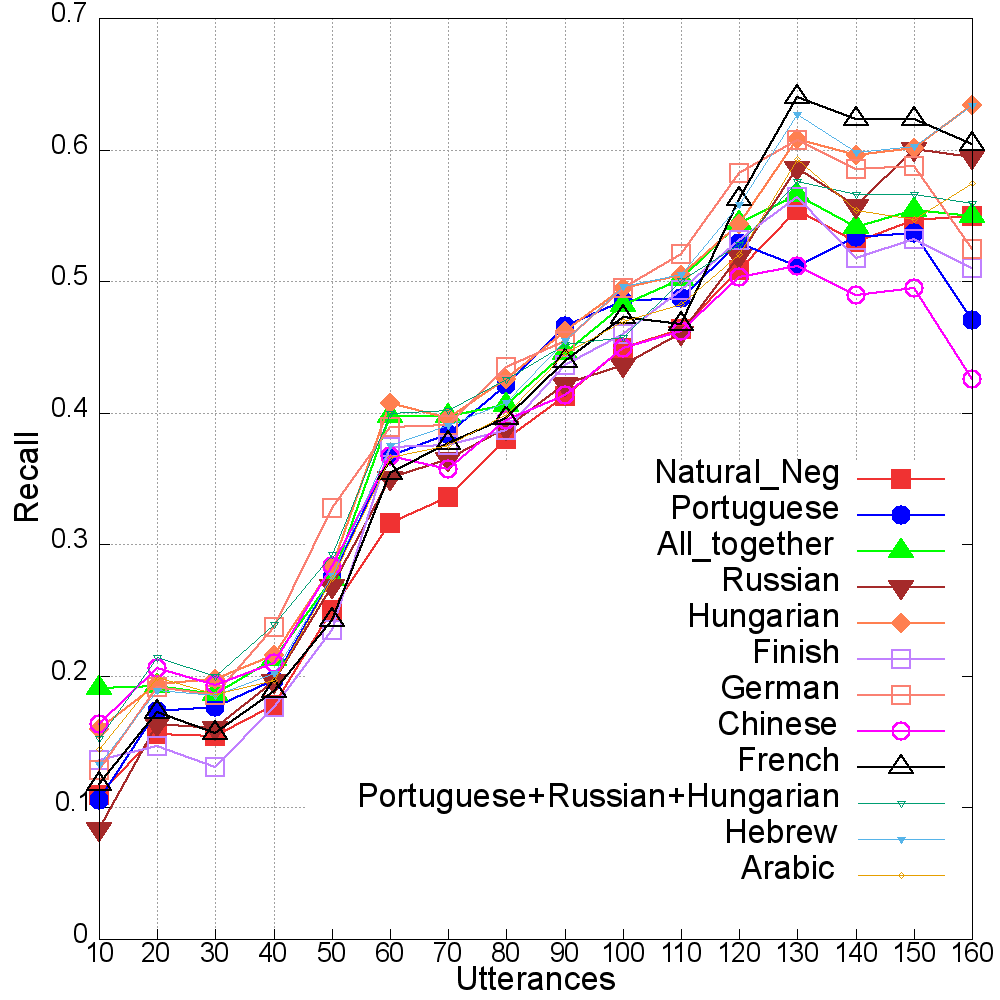 0.7
0.6
0.5
0.4
0.3
0.2
0.1
0
Recall
Natural_Neg
Portuguese
All_together
Russian
Hungarian
Finish
German
Chinese
French
Portuguese+Russian+Hungarian
Hebrew
Arabic
10 20 30 40 50 60 70 80 90 100 110 120 130 140 150 160
Utterances